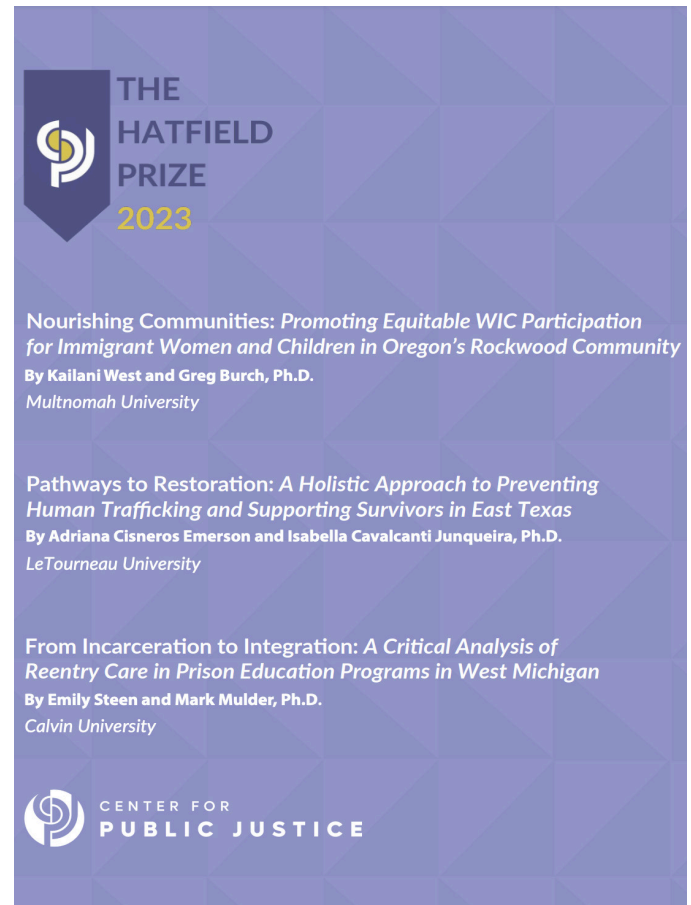 THE
HATFIELD
PRIZE
2023
Nourishing Communities: Promoting Equitable WIC Participation
for Immigrant Women and Children in Oregon's Rockwood Community
By Kailani West and Greg Burch, Ph.D.
Multnomah University
Pathways to Restoration: A Holistic Approach to Preventing
Human Trafficking and Supporting Survivors in East Texas
By Adriana Cisneros Emerson and Isabella Cavalcanti Junqueira, Ph.D.
LeTourneau University
From Incarceration to Integration: A Critical Analysis of
Reentry Care in Prison Education Programs in West Michigan
By Emily Steen and Mark Mulder, Ph.D.
Calvin University
CENTER FOR
PUBLIC JUSTICE